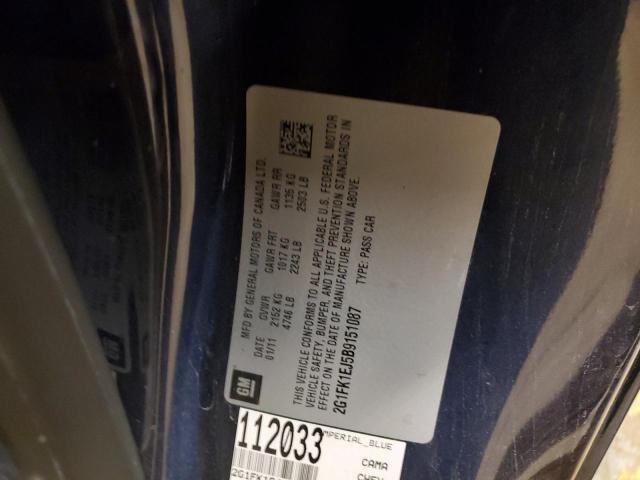 MFD BY GENERAL MOTORS OF CANADA LTD.
DATE GVWR GAWR FRT GAWR RR
01/11 2152 KG 1017 KG 1135 KG
4746 LB 2243 LB 2503 LB
THIS VEHICLE CONFORMS TO ALL APPLICABLE U.S. FEDERAL MOTOR
VEHICLE SAFETY, BUMPER, AND THEFT PREVENTION STANDARDS IN
EFFECT ON THE DATE OF MANUFACTURE SHOWN ABOVE.
2G1FK1EJ5B9151087 TYPE: PASS CAR
GM
112033
MPERIAL_BLUE
CAMA
CHEV